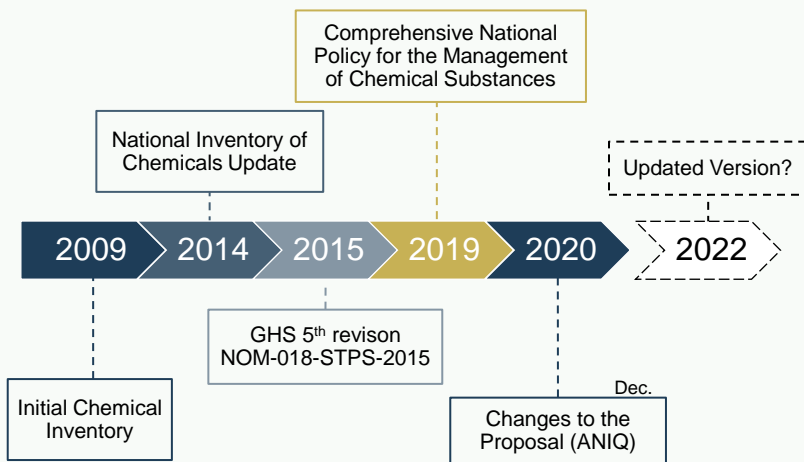 Comprehensive National
Policy for the Management
of Chemical Substances
National Inventory of
Chemicals Update
Updated Version?
2009
2014
2015
2019
2020
2022
GHS 5th revison
NOM-018-STPS-2015
Dec.
Initial Chemical
Inventory
Changes to the
Proposal (ANIQ)